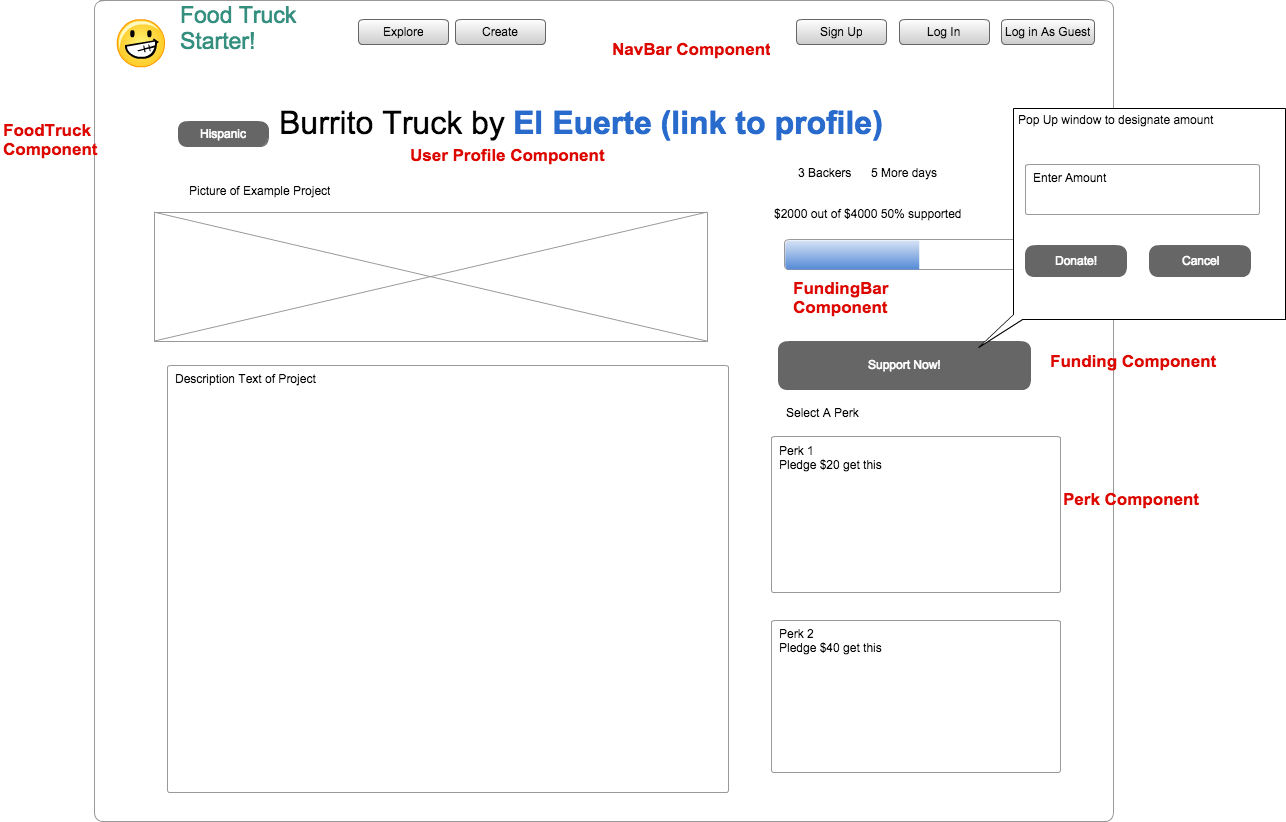 Food Truck
Starter!
Explore
Create
NavBar Component
Sign Up
Log In
Log in As Guest
FoodTruck
Component
Hispanic
Burrito Truck by El Euerte (link to profile)
User Profile Component
Pop Up window to designate amount
Enter Amount
Donate!
Cancel
3 Backers
5 More days
Picture of Example Project
$2000 out of $4000 50% supported
FundingBar
Component
Support Now!
Funding Component
Description Text of Project
Select A Perk
Perk 1
Pledge $20 get this
Perk Component
Perk 2
Pledge $40 get this